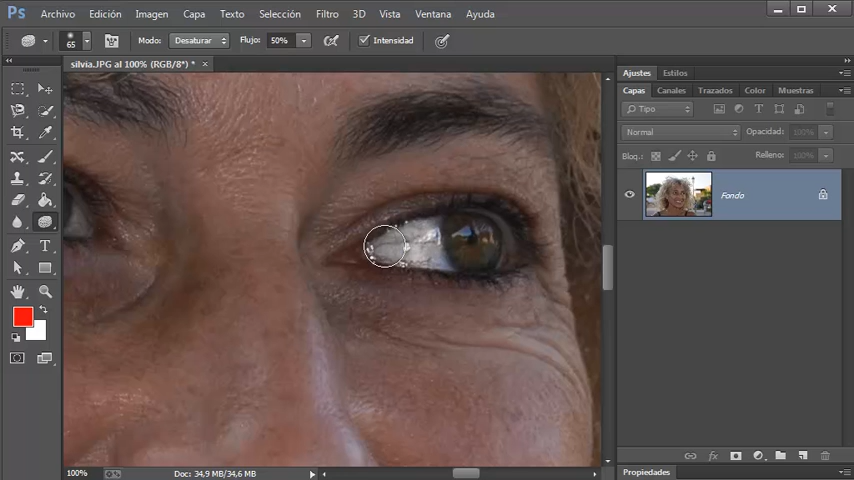 Ps Archivo Edición Imagen Capa Texto Selección Filtro 3D Vista Ventana Ayuda
65 Modo: Desaturar Flujo: 50% Intensidad
silvia.JPG al 100% (RGB/8*) * ×
Ajustes Estilos
Capas Canales Trazados Color Muestras
Tipo
Normal Opacidad: 100%
Bloq.: Relleno: 100%
Fondo
fx
100% Doc: 34,9 MB/34,6 MB
Propiedades